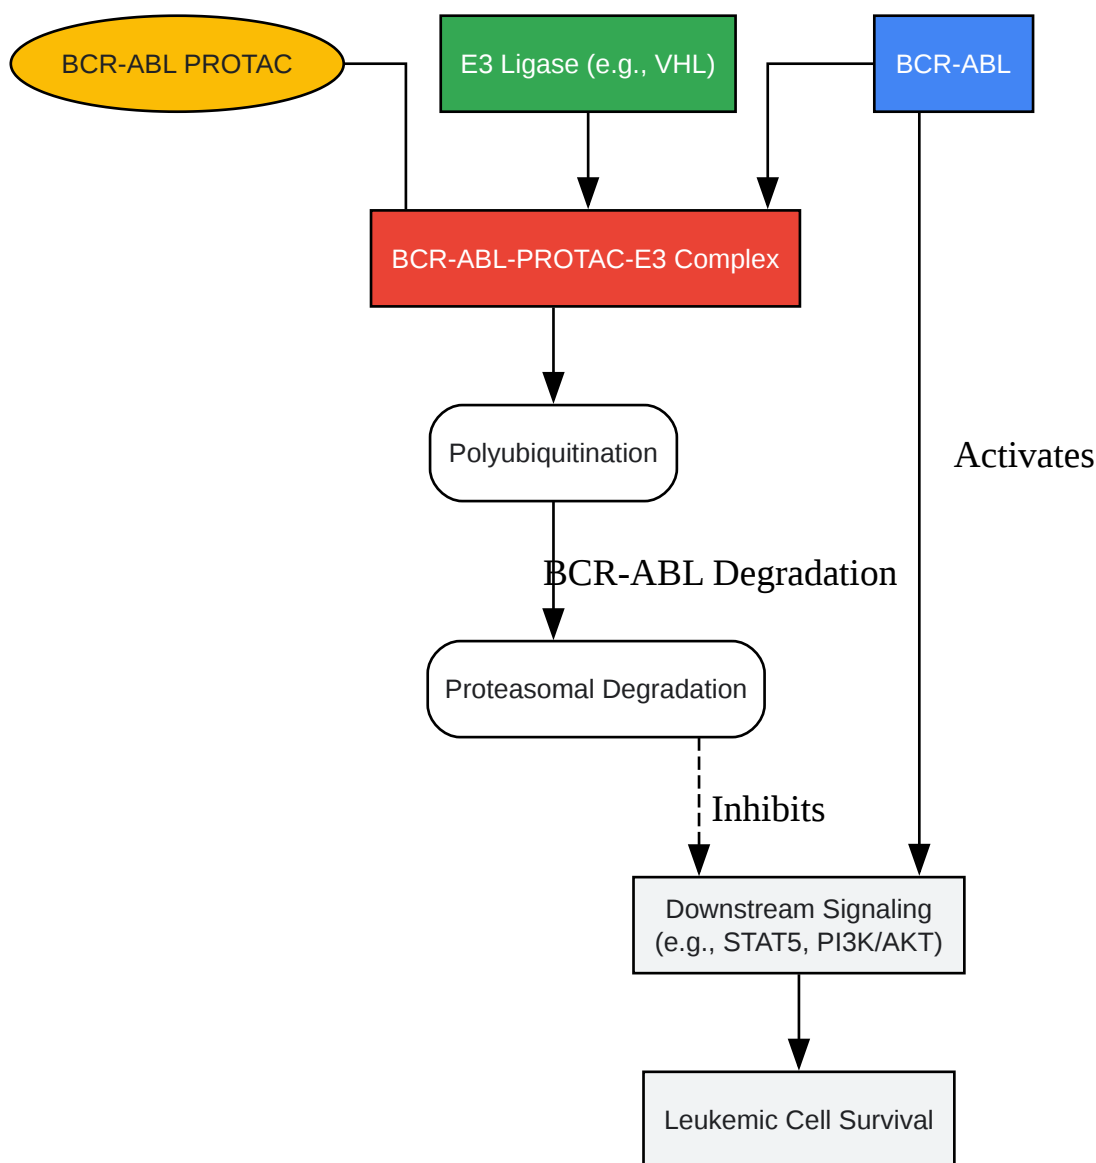 BCR-ABL PROTAC
E3 Ligase (e.g., VHL)
BCR-ABL
BCR-ABL-PROTAC-E3 Complex
Polyubiquitination
Activates
BCR-ABL Degradation
Proteasomal Degradation
Inhibits
Downstream Signaling
(e.g., STAT5, PI3K/AKT)
Leukemic Cell Survival